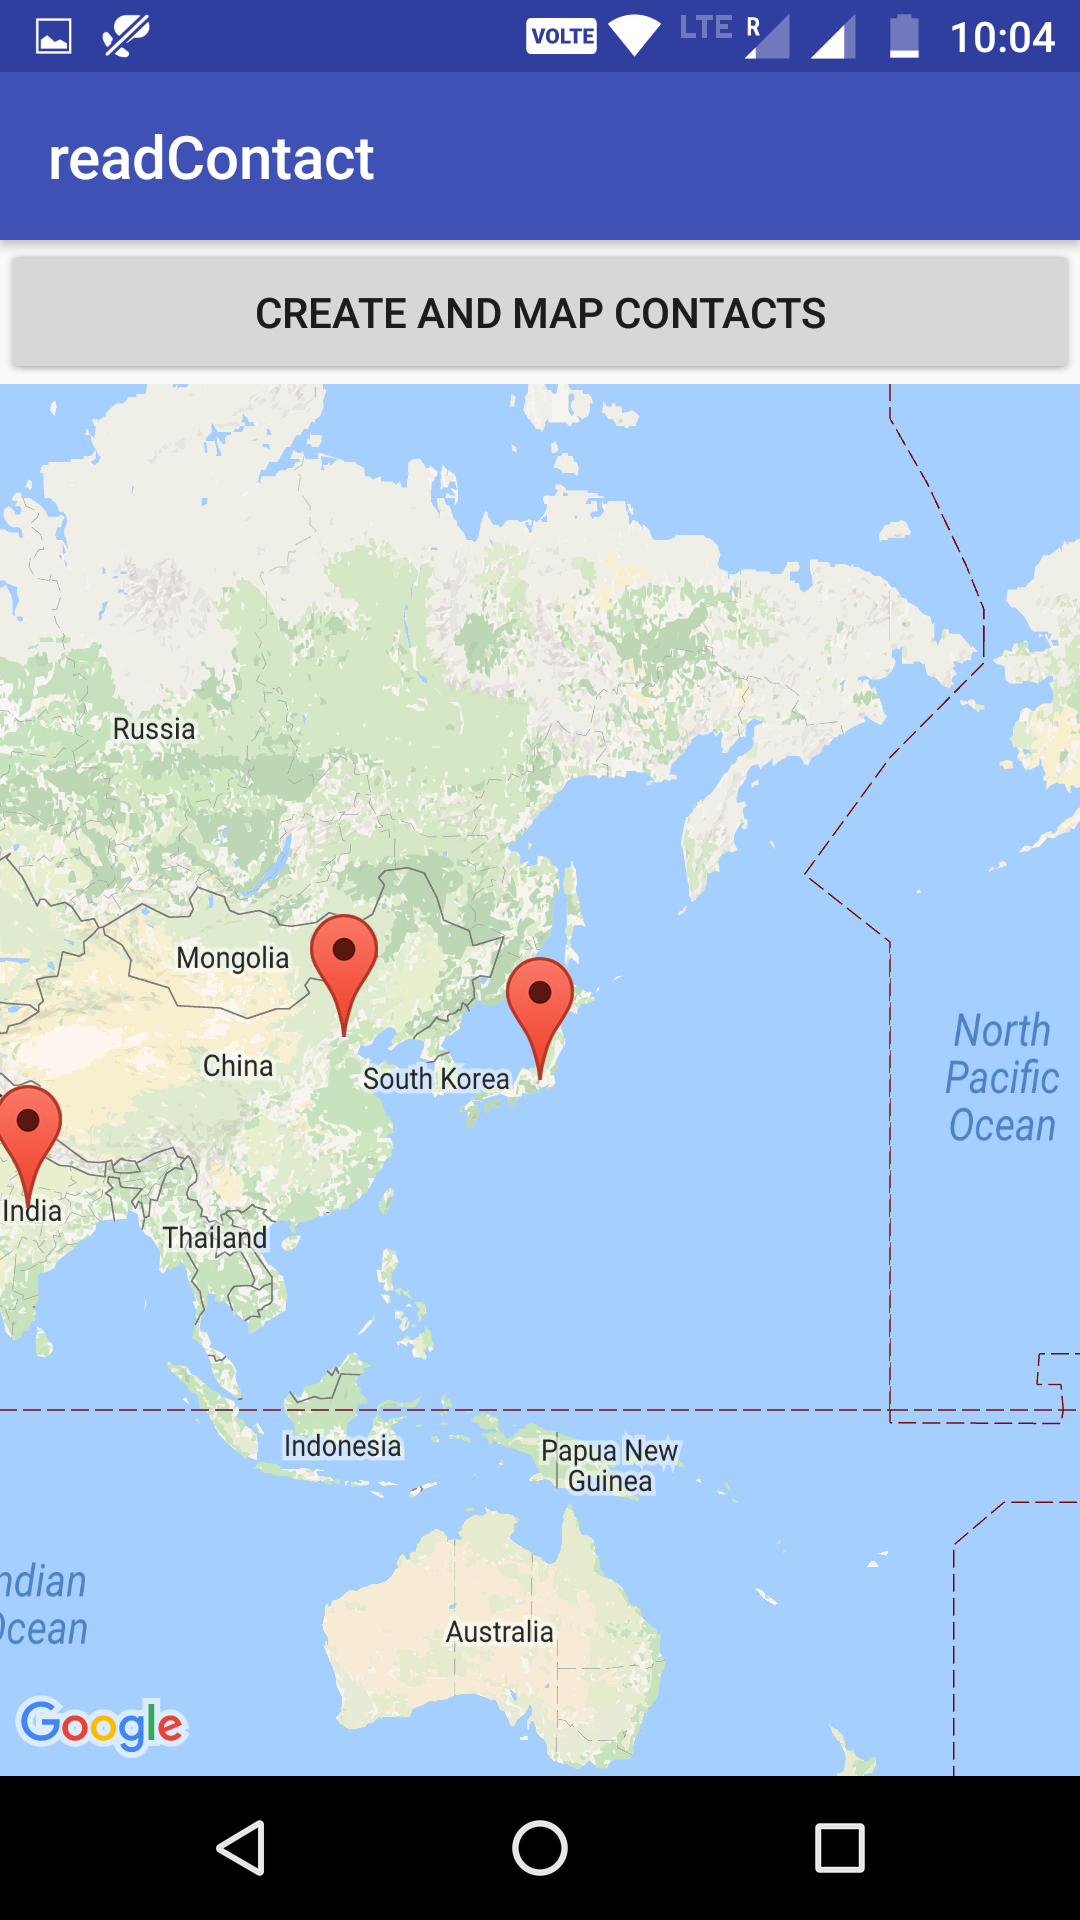 VOLTE LTE R 10:04
readContact
CREATE AND MAP CONTACTS
Russia
Mongolia
China
South Korea
North
Pacific
Ocean
India
Thailand
Indonesia
Papua New
Guinea
ndian
Ocean
Australia
Google